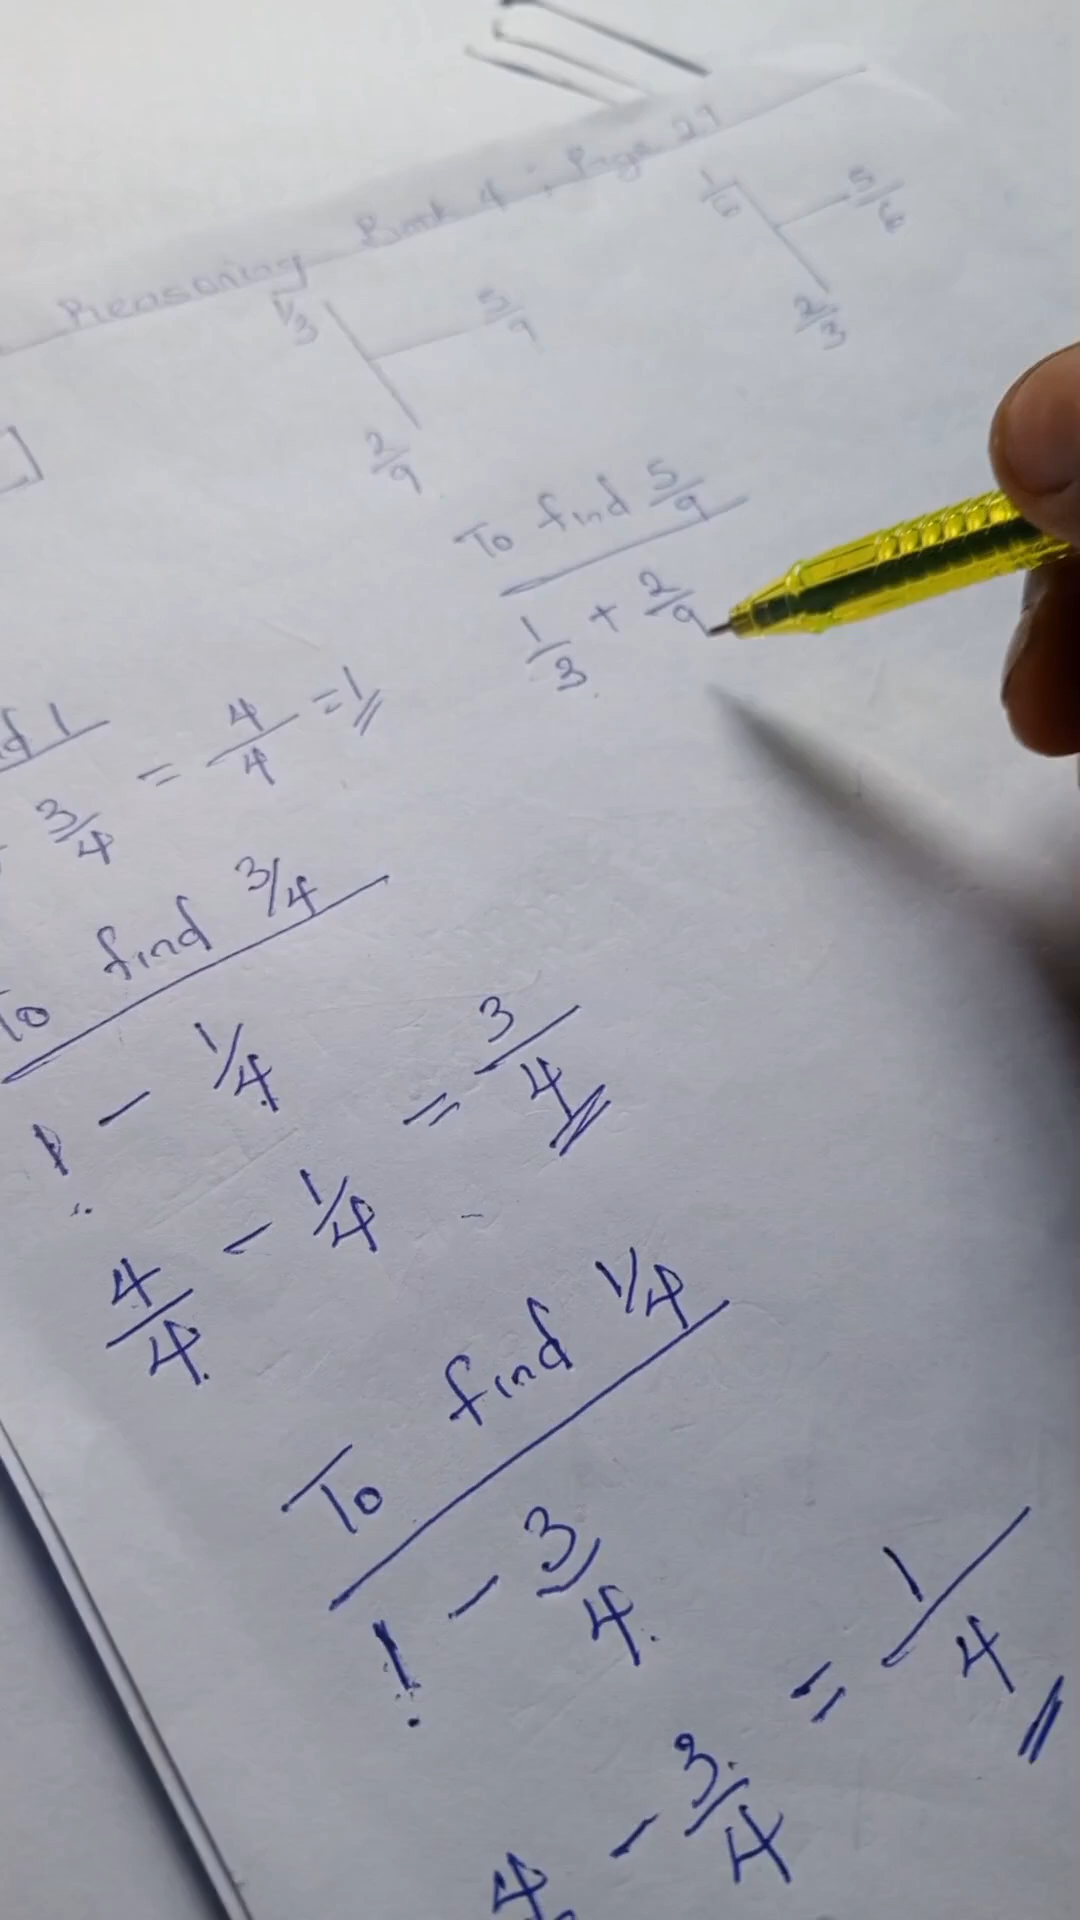 Reasoning Book 4; Page 27
1/3 5/9
2/9
1/6 5/6
2/3
To find 5/9
1/3 + 2/9
d 1
3/4 = 4/4 = 1
To find 3/4
1 - 1/4 = 3/4
4/4 - 1/4
To find 1/4
1 - 3/4 = 1/4
4 - 3/4